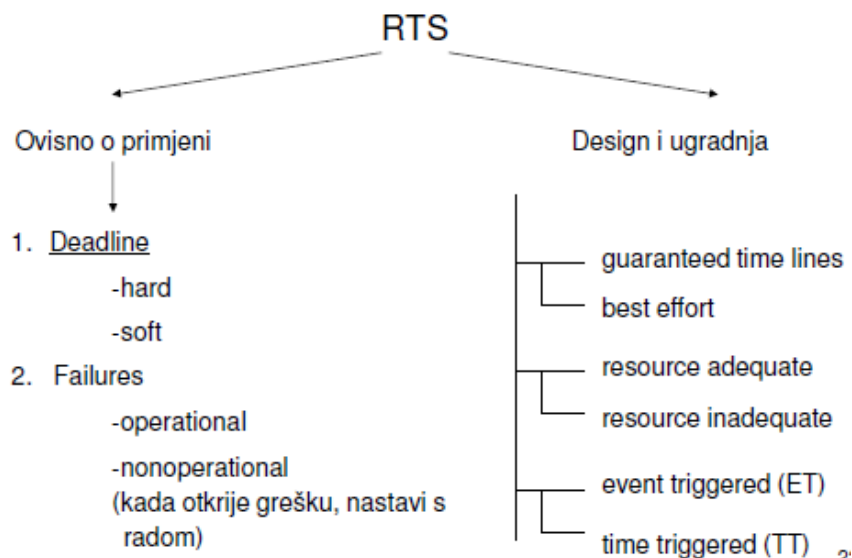 RTS
Ovisno o primjeni
Design i ugradnja
1. Deadline
-hard
-soft
2. Failures
-operational
-nonoperational
(kada otkrije grešku, nastavi s
radom)
guaranteed time lines
best effort
resource adequate
resource inadequate
event triggered (ET)
time triggered (TT)